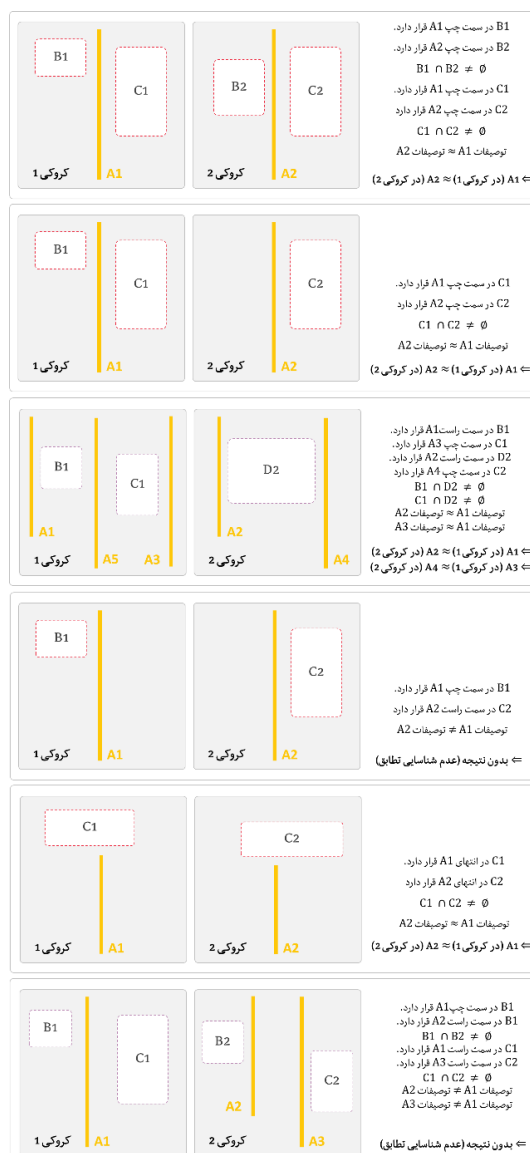 B1 در سمت چپ A1 قرار دارد.
B2 در سمت چپ A2 قرار دارد.
B1 ∩ B2 ≠ ∅
C1 در سمت چپ A1 قرار دارد.
C2 در سمت چپ A2 قرار دارد
C1 ∩ C2 ≠ ∅
توصیفات A1 ≈ توصیفات A2
⇐ A1 (در کروکی 1) ≈ A2 (در کروکی 2)
B1
C1
A1
کروکی 1
B2
C2
A2
کروکی 2
C1 در سمت چپ A1 قرار دارد.
C2 در سمت چپ A2 قرار دارد
C1 ∩ C2 ≠ ∅
توصیفات A1 ≈ توصیفات A2
⇐ A1 (در کروکی 1) ≈ A2 (در کروکی 2)
B1
C1
A1
کروکی 1
C2
A2
کروکی 2
B1 در سمت راست A1 قرار دارد.
C1 در سمت چپ A3 قرار دارد.
D2 در سمت راست A2 قرار دارد.
C2 در سمت چپ A4 قرار دارد
B1 ∩ D2 ≠ ∅
C1 ∩ D2 ≠ ∅
توصیفات A1 ≈ توصیفات A2
توصیفات A1 ≈ توصیفات A3
⇐ A1 (در کروکی 1) ≈ A2 (در کروکی 2)
⇐ A3 (در کروکی 1) ≈ A4 (در کروکی 2)
B1
C1
A1
A5
A3
کروکی 1
D2
A2
A4
کروکی 2
B1 در سمت چپ A1 قرار دارد.
C2 در سمت راست A2 قرار دارد
توصیفات A1 ≠ توصیفات A2
⇐ بدون نتیجه (عدم شناسایی تطابق)
B1
A1
کروکی 1
C2
A2
کروکی 2
C1 در انتهای A1 قرار دارد.
C2 در انتهای A2 قرار دارد
C1 ∩ C2 ≠ ∅
توصیفات A1 ≈ توصیفات A2
⇐ A1 (در کروکی 1) ≈ A2 (در کروکی 2)
C1
A1
کروکی 1
C2
A2
کروکی 2
B1 در سمت چپ A1 قرار دارد.
B1 در سمت راست A2 قرار دارد.
B1 ∩ B2 ≠ ∅
C1 در سمت راست A1 قرار دارد.
C2 در سمت راست A3 قرار دارد.
C1 ∩ C2 ≠ ∅
توصیفات A1 ≠ توصیفات A2
توصیفات A1 ≠ توصیفات A3
⇐ بدون نتیجه (عدم شناسایی تطابق)
B1
C1
A1
کروکی 1
B2
C2
A2
A3
کروکی 2